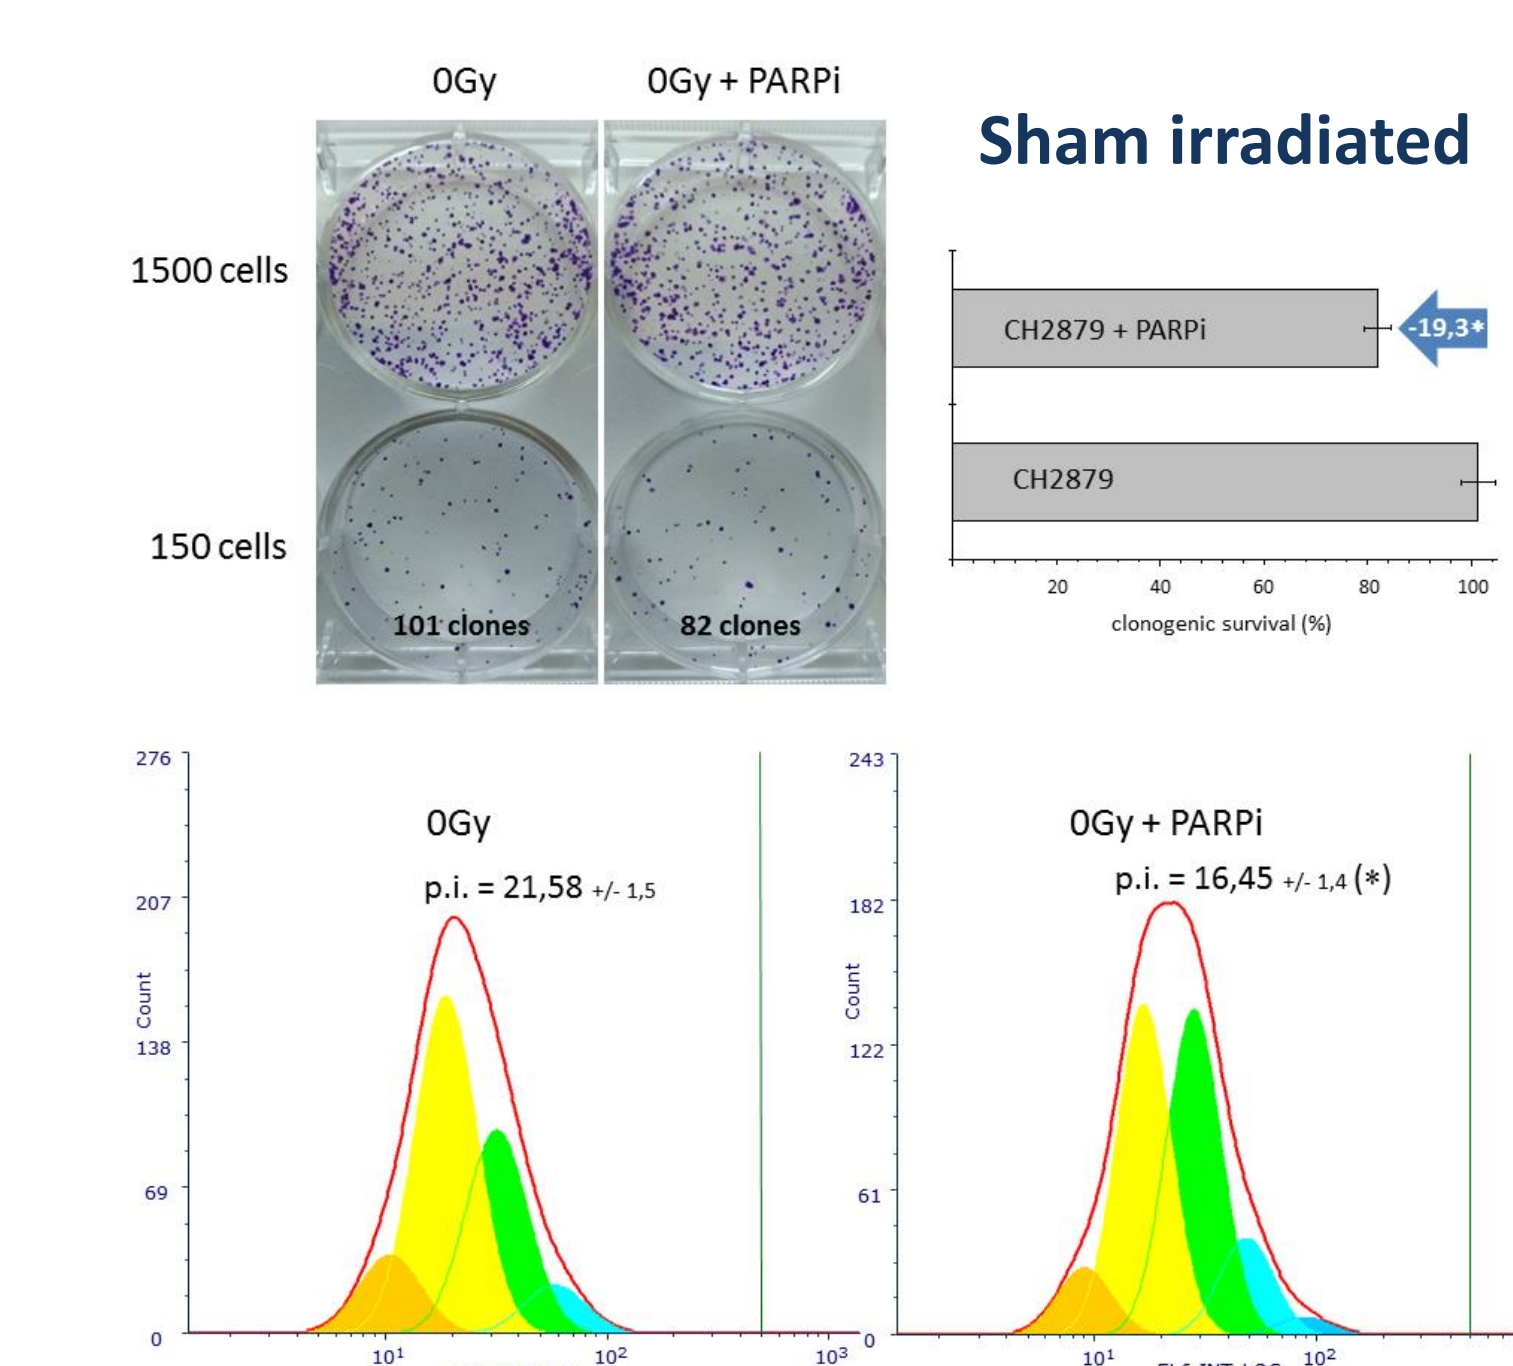 0Gy
0Gy + PARPi
Sham irradiated
1500 cells
150 cells
101 clones
82 clones
CH2879 + PARPi
-19,3*
CH2879
20 40 60 80 100
clonogenic survival (%)
276
207
138
69
0
Count
0Gy
p.i. = 21,58 +/- 1,5
10¹ 10² 10³
243
182
122
61
0
Count
0Gy + PARPi
p.i. = 16,45 +/- 1,4 (*)
10¹ 10²